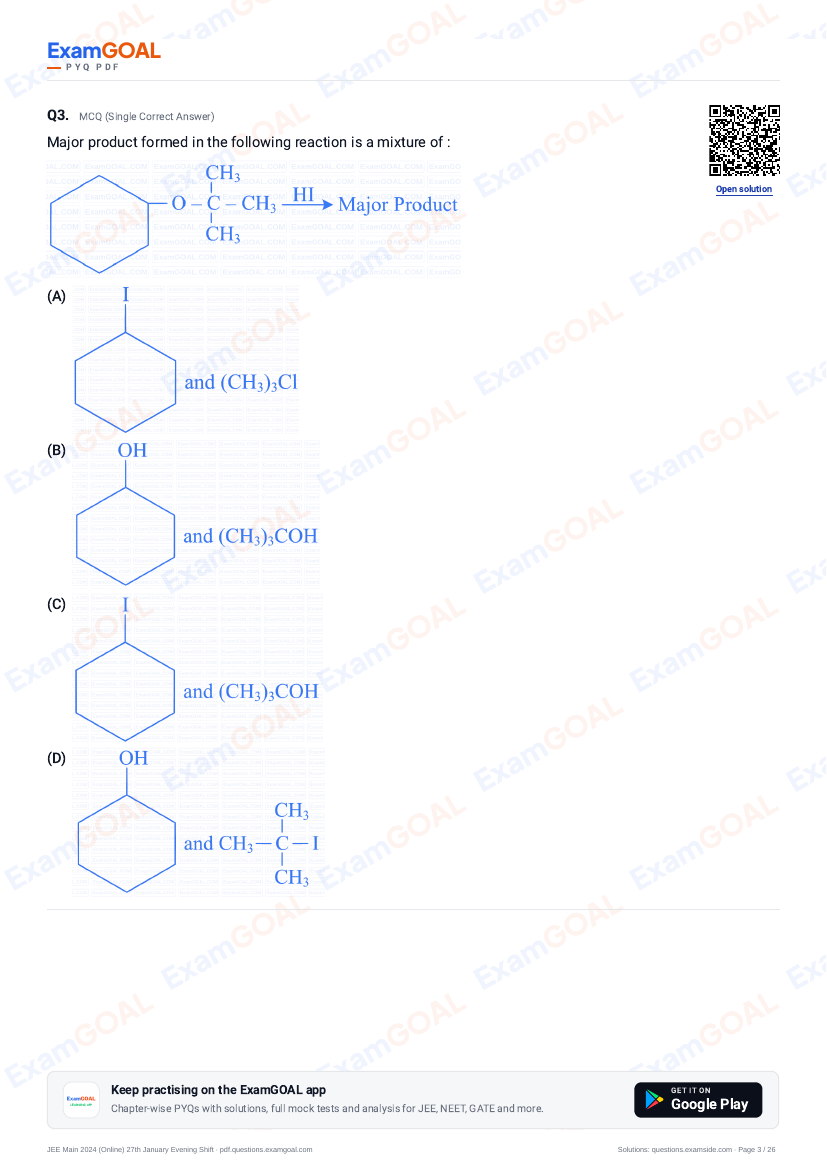 ExamGOAL
PYQ PDF
Q3. MCQ (Single Correct Answer)
Major product formed in the following reaction is a mixture of :
Open solution
CH3
O – C – CH3 HI Major Product
CH3
(A)
I
and (CH3)3Cl
(B)
OH
and (CH3)3COH
(C)
I
and (CH3)3COH
(D)
OH
CH3
and CH3 — C — I
CH3
Keep practising on the ExamGOAL app
Chapter-wise PYQs with solutions, full mock tests and analysis for JEE, NEET, GATE and more.
GET IT ON
Google Play
JEE Main 2024 (Online) 27th January Evening Shift · pdf.questions.examgoal.com
Solutions: questions.examside.com · Page 3 / 26